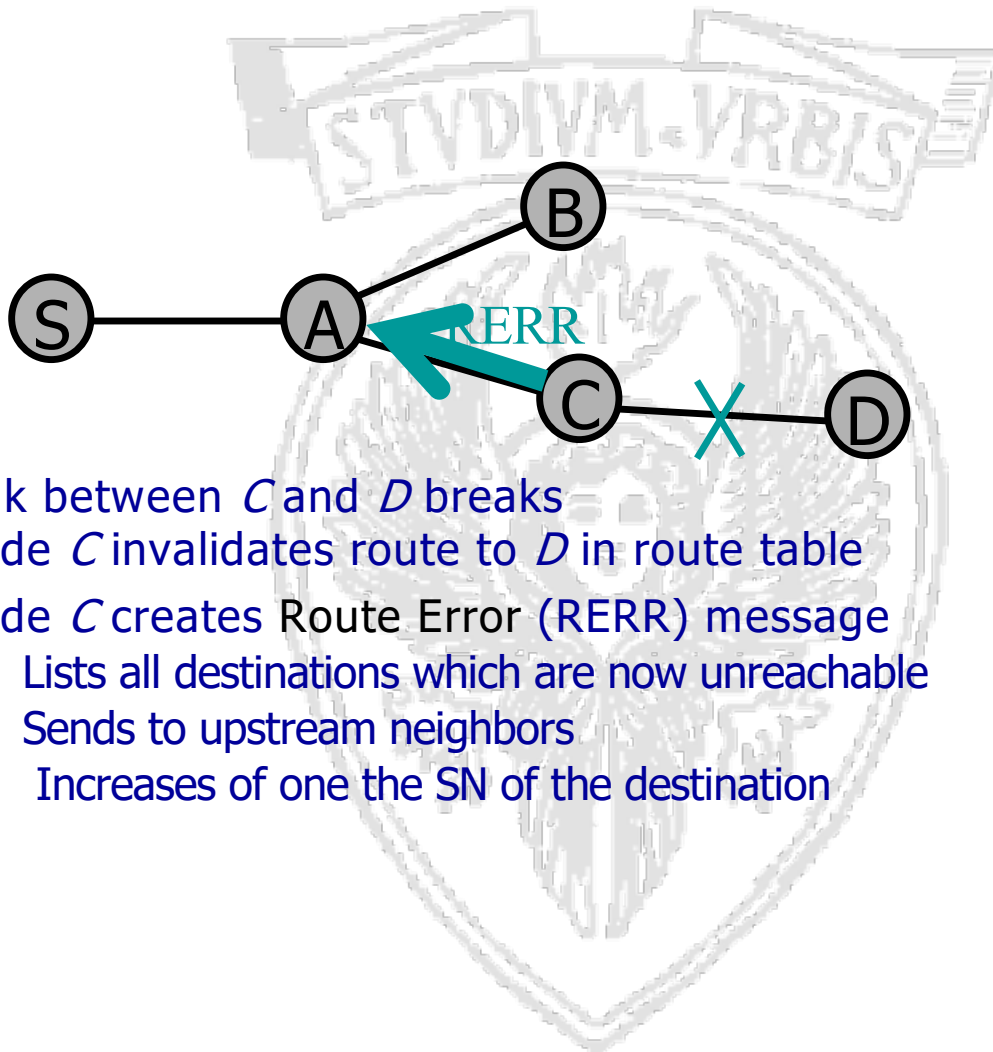 STVDIVM·VRBIS
B
S
A
RERR
C
D
k between C and D breaks
de C invalidates route to D in route table
de C creates Route Error (RERR) message
Lists all destinations which are now unreachable
Sends to upstream neighbors
Increases of one the SN of the destination